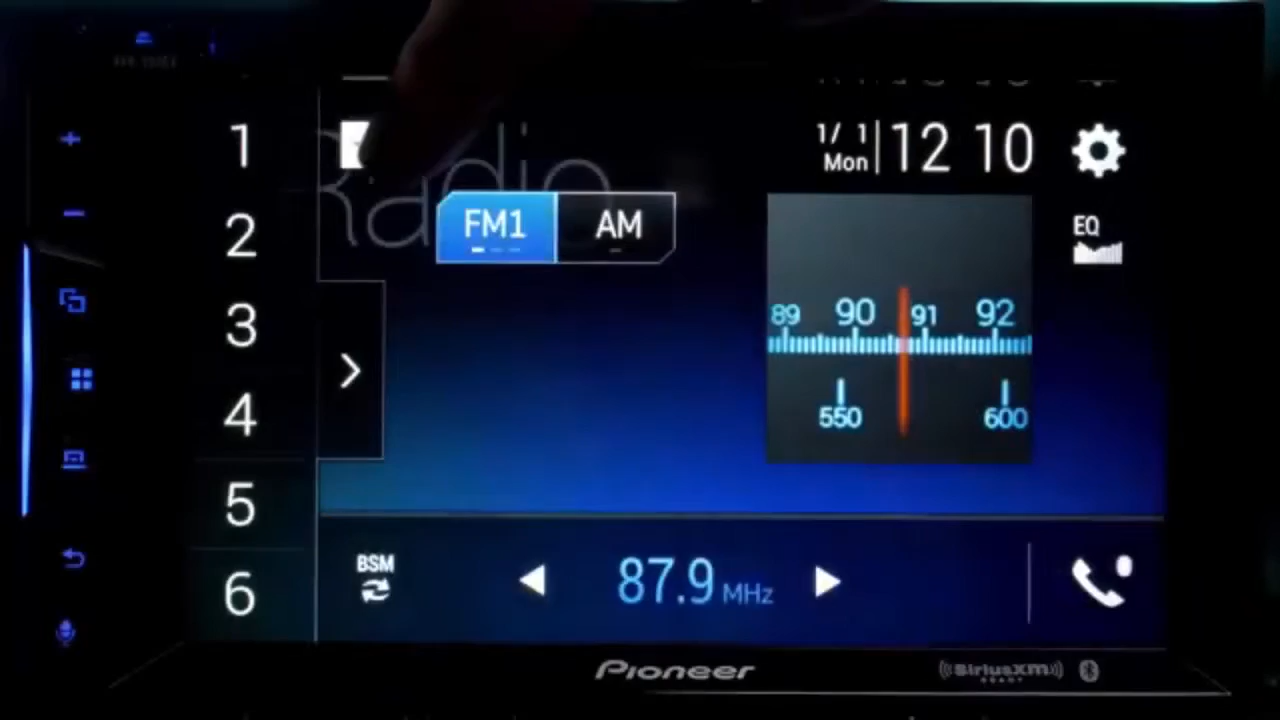 1/ 1
Mon
12 10
Radio
FM1
AM
EQ
1
2
3
4
5
6
89 90 91 92
550 600
BSM
87.9 MHz
Pioneer
SiriusXM
READY